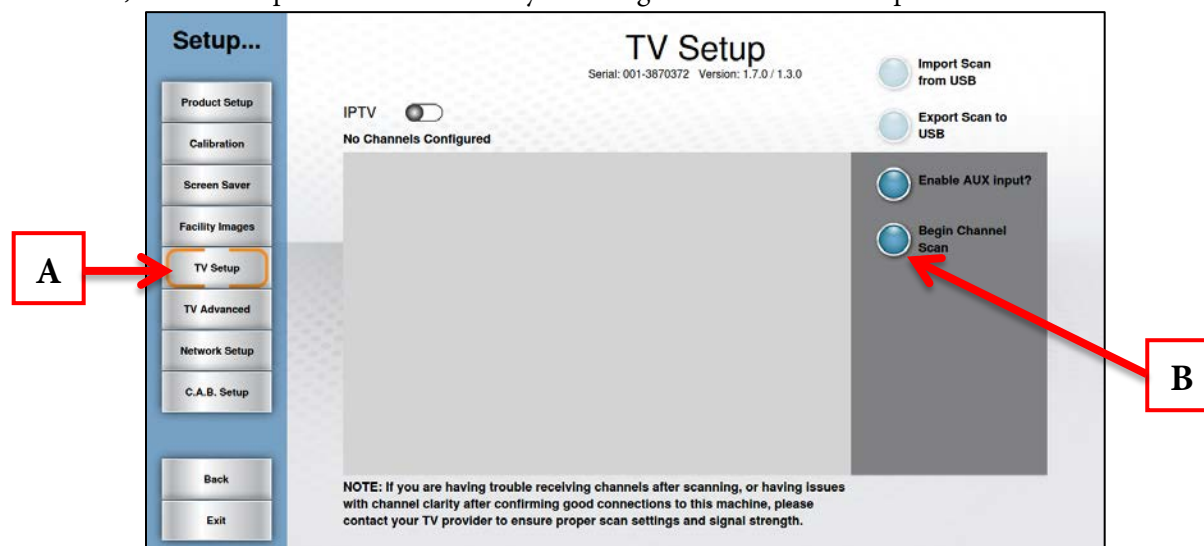 Setup...
TV Setup
Serial: 001-3870372 Version: 1.7.0 / 1.3.0
Import Scan
from USB
Product Setup
IPTV
Export Scan to
USB
No Channels Configured
Calibration
Screen Saver
Enable AUX input?
Facility Images
Begin Channel
Scan
A
TV Setup
TV Advanced
Network Setup
B
C.A.B. Setup
Back
NOTE: If you are having trouble receiving channels after scanning, or having issues
with channel clarity after confirming good connections to this machine, please
contact your TV provider to ensure proper scan settings and signal strength.
Exit